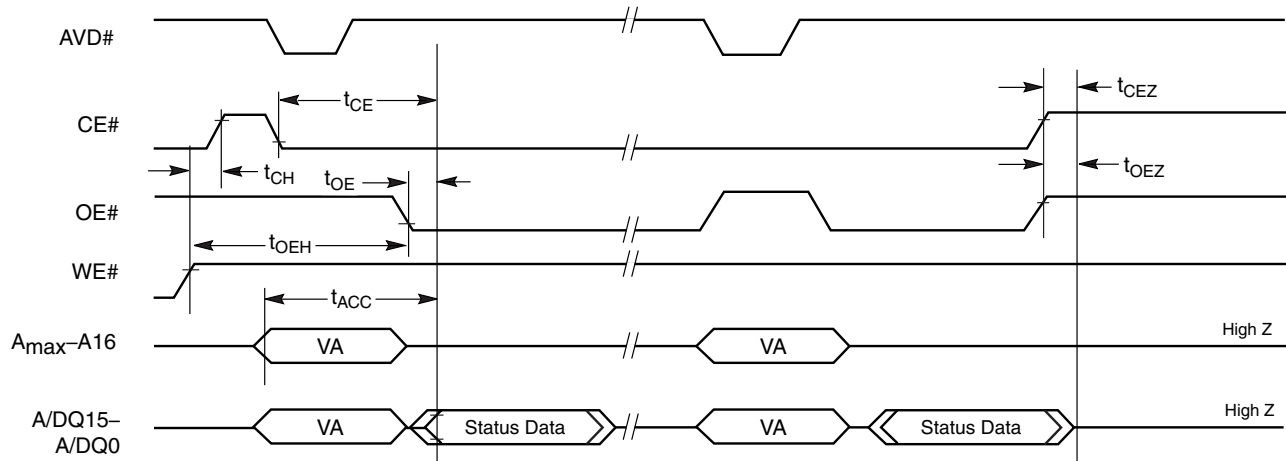 AVD#
tCE
tCEZ
CE#
tCH
tOE
tOEZ
OE#
tOEH
WE#
tACC
Amax–A16
VA
VA
High Z
A/DQ15–
A/DQ0
VA
Status Data
VA
Status Data
High Z